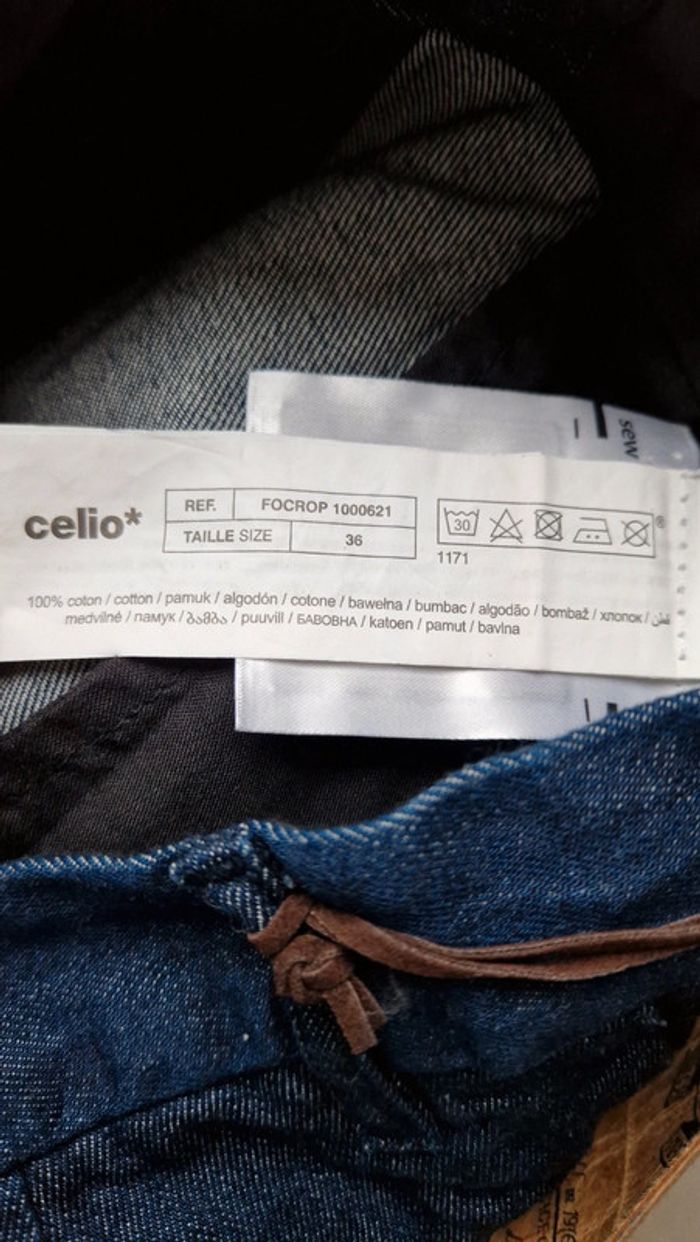 sew
celio*
REF. FOCROP 1000621
TAILLE SIZE 36
30
®
1171
100% coton / cotton / pamuk / algodón / cotone / bawełna / bumbac / algodão / bombaž / хлопок / قطن
medvilné / памук / ბამბა / puuvill / БАВОВНА / katoen / pamut / bavlna